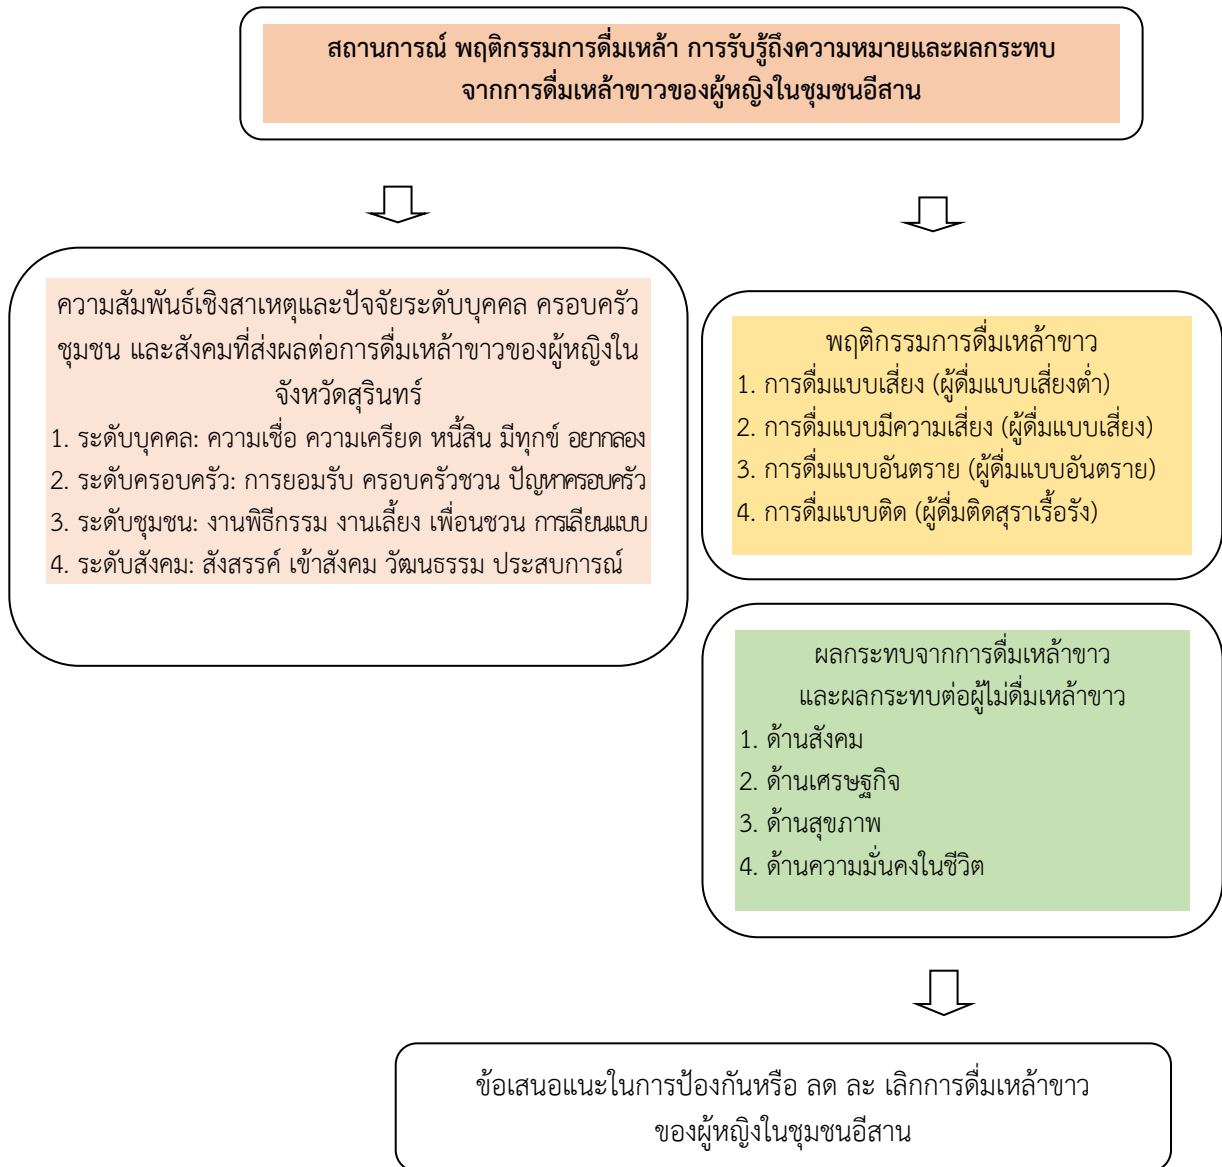 สถานการณ์ พฤติกรรมการดื่มเหล้า การรับรู้ถึงความหมายและผลกระทบ
จากการดื่มเหล้าขาวของผู้หญิงในชุมชนอีสาน
ความสัมพันธ์เชิงสาเหตุและปัจจัยระดับบุคคล ครอบครัว
ชุมชน และสังคมที่ส่งผลต่อการดื่มเหล้าขาวของผู้หญิงใน
จังหวัดสุรินทร์
1. ระดับบุคคล: ความเชื่อ ความเครียด หนี้สิน มีทุกข์ อยากลอง
2. ระดับครอบครัว: การยอมรับ ครอบครัวชวน ปัญหาครอบครัว
3. ระดับชุมชน: งานพิธีกรรม งานเลี้ยง เพื่อนชวน การเลียนแบบ
4. ระดับสังคม: สังสรรค์ เข้าสังคม วัฒนธรรม ประสบการณ์
พฤติกรรมการดื่มเหล้าขาว
1. การดื่มแบบเสี่ยง (ผู้ดื่มแบบเสี่ยงต่ำ)
2. การดื่มแบบมีความเสี่ยง (ผู้ดื่มแบบเสี่ยง)
3. การดื่มแบบอันตราย (ผู้ดื่มแบบอันตราย)
4. การดื่มแบบติด (ผู้ดื่มติดสุราเรื้อรัง)
ผลกระทบจากการดื่มเหล้าขาว
และผลกระทบต่อผู้ไม่ดื่มเหล้าขาว
1. ด้านสังคม
2. ด้านเศรษฐกิจ
3. ด้านสุขภาพ
4. ด้านความมั่นคงในชีวิต
ข้อเสนอแนะในการป้องกันหรือ ลด ละ เลิกการดื่มเหล้าขาว
ของผู้หญิงในชุมชนอีสาน